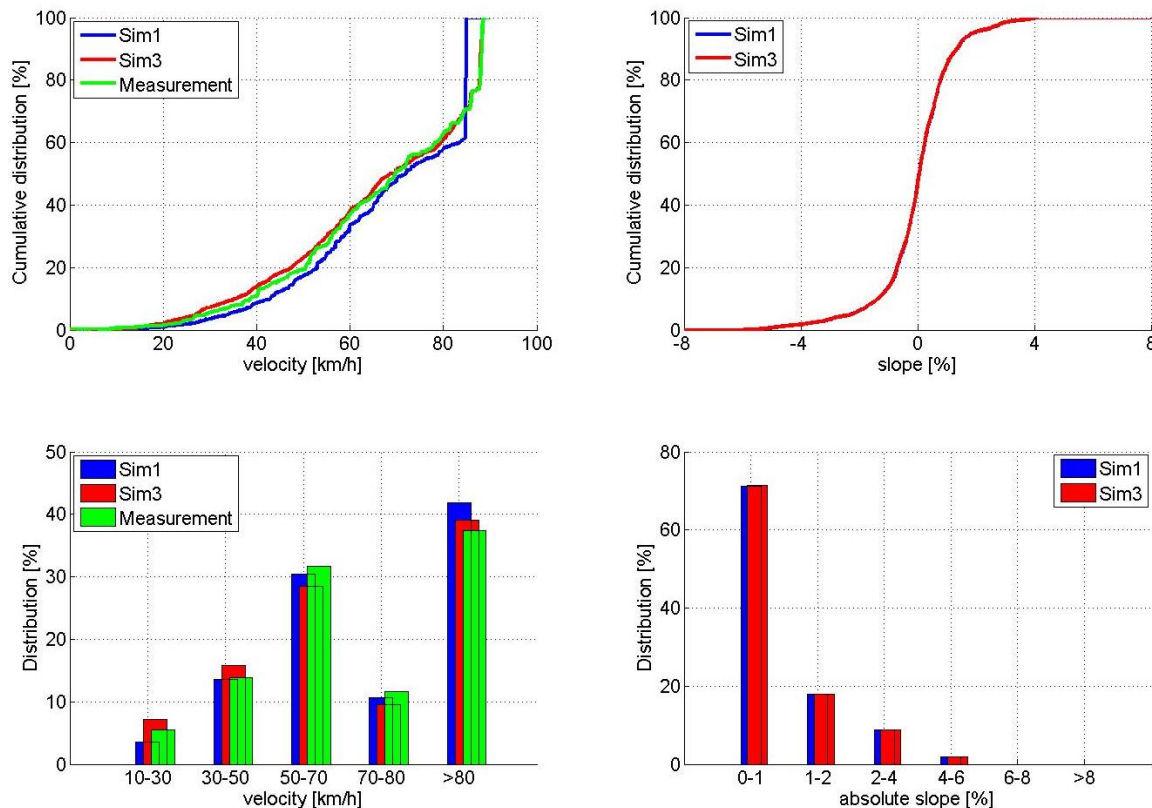 Cumulative distribution [%]
100
80
60
40
20
0
Sim1
Sim3
Measurement
0 20 40 60 80 100
velocity [km/h]
Cumulative distribution [%]
100
80
60
40
20
0
Sim1
Sim3
-8 -4 0 4 8
slope [%]
Distribution [%]
50
40
30
20
10
0
Sim1
Sim3
Measurement
10-30 30-50 50-70 70-80 >80
velocity [km/h]
Distribution [%]
80
60
40
20
0
Sim1
Sim3
0-1 1-2 2-4 4-6 6-8 >8
absolute slope [%]